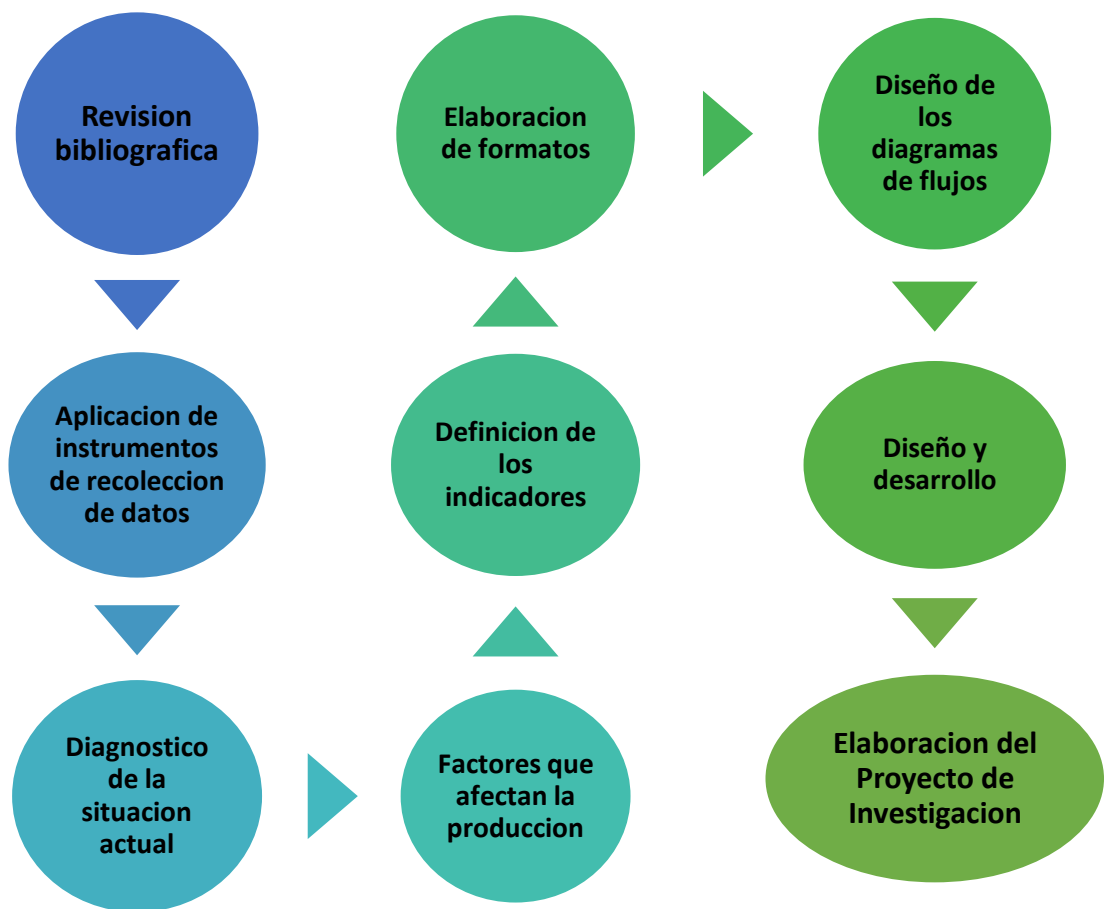 Revision
bibliografica
Aplicacion de
instrumentos
de recoleccion
de datos
Diagnostico
de la
situacion
actual
Factores que
afectan la
produccion
Definicion de
los
indicadores
Elaboracion
de formatos
Diseño de
los
diagramas
de flujos
Diseño y
desarrollo
Elaboracion del
Proyecto de
Investigacion